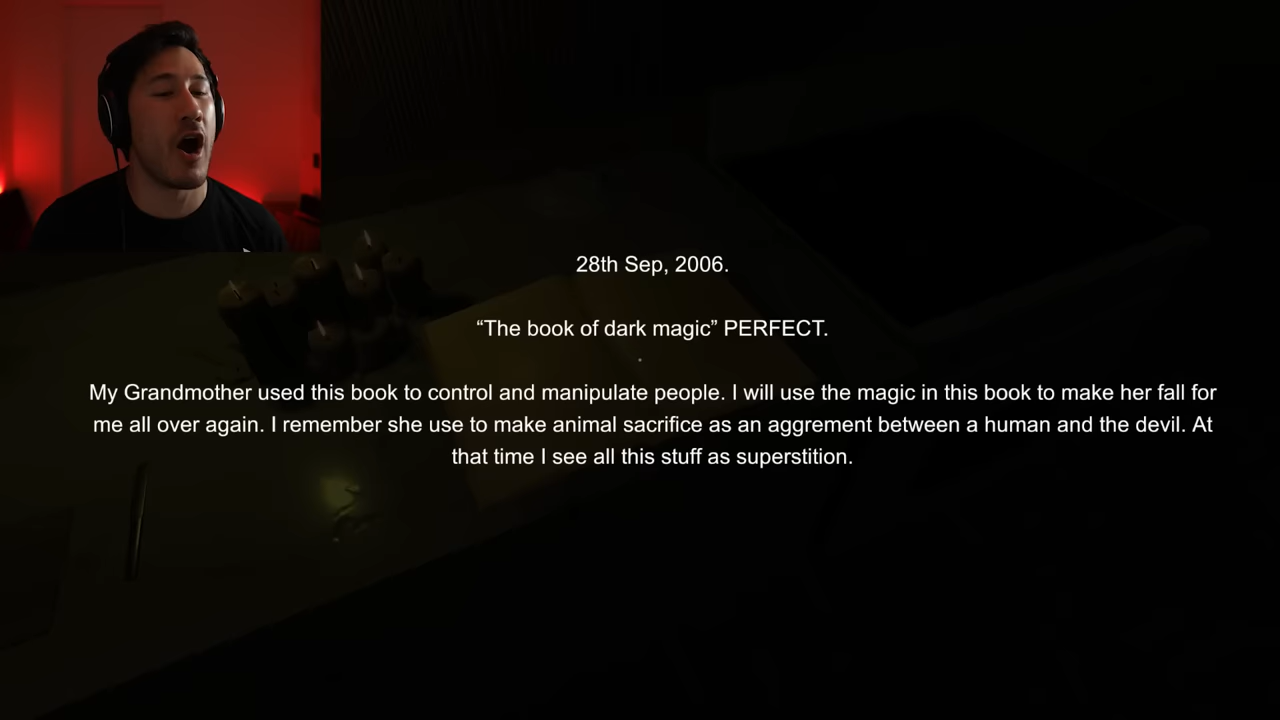 28th Sep, 2006.
“The book of dark magic” PERFECT.
My Grandmother used this book to control and manipulate people. I will use the magic in this book to make her fall for
me all over again. I remember she use to make animal sacrifice as an aggrement between a human and the devil. At
that time I see all this stuff as superstition.